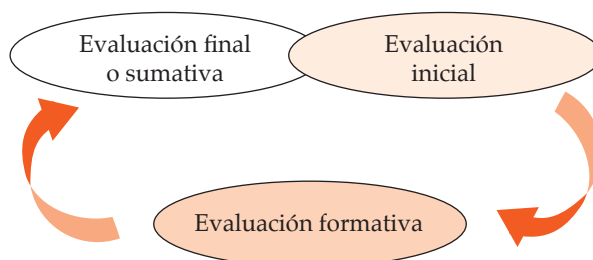 Evaluación final
o sumativa
Evaluación
inicial
Evaluación formativa